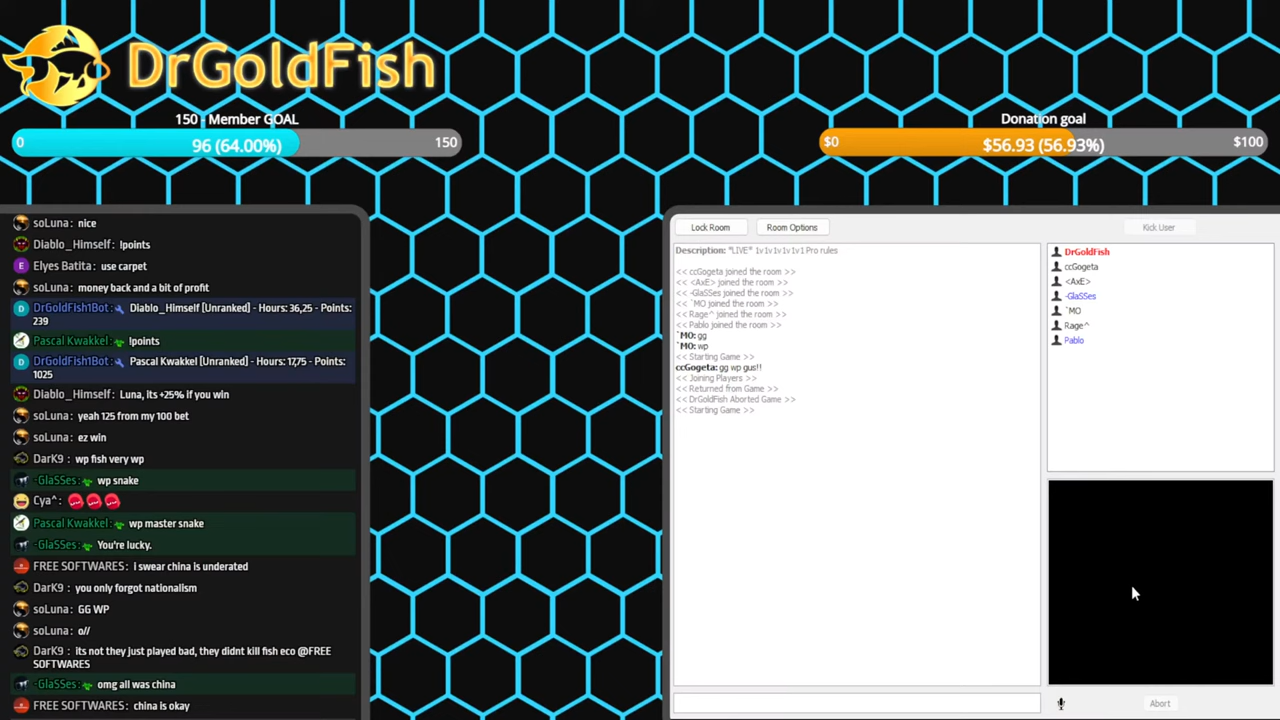 DrGoldFish
150 - Member GOAL
0 96 (64.00%) 150
Donation goal
$0 $56.93 (56.93%) $100
soLuna: nice
Diablo_Himself: !points
Elyes Batita: use carpet
soLuna: money back and a bit of profit
DrGoldFish1Bot: Diablo_Himself [Unranked] - Hours: 36,25 - Points:
239
Pascal Kwakkel: !points
DrGoldFish1Bot: Pascal Kwakkel [Unranked] - Hours: 17,75 - Points:
1025
Diablo_Himself: Luna, its +25% if you win
soLuna: yeah 125 from my 100 bet
soLuna: ez win
DarK9: wp fish very wp
-GlaSSes: wp snake
Cya^:
Pascal Kwakkel: wp master snake
-GlaSSes: You're lucky.
FREE SOFTWARES: i swear china is underated
DarK9: you only forgot nationalism
soLuna: GG WP
soLuna: o//
DarK9: its not they just played bad, they didnt kill fish eco @FREE
SOFTWARES
-GlaSSes: omg all was china
FREE SOFTWARES: china is okay
Lock Room
Room Options
Kick User
Description: "LIVE" 1v1v1v1v1v1 Pro rules
<< ccGogeta joined the room >>
<< <AxE> joined the room >>
<< -GlaSSes joined the room >>
<< `MO joined the room >>
<< Rage^ joined the room >>
<< Pablo joined the room >>
`MO: gg
`MO: wp
<< Starting Game >>
ccGogeta: gg wp gus!!
<< Joining Players >>
<< Returned from Game >>
<< DrGoldFish Aborted Game >>
<< Starting Game >>
DrGoldFish
ccGogeta
<AxE>
-GlaSSes
`MO
Rage^
Pablo
Abort